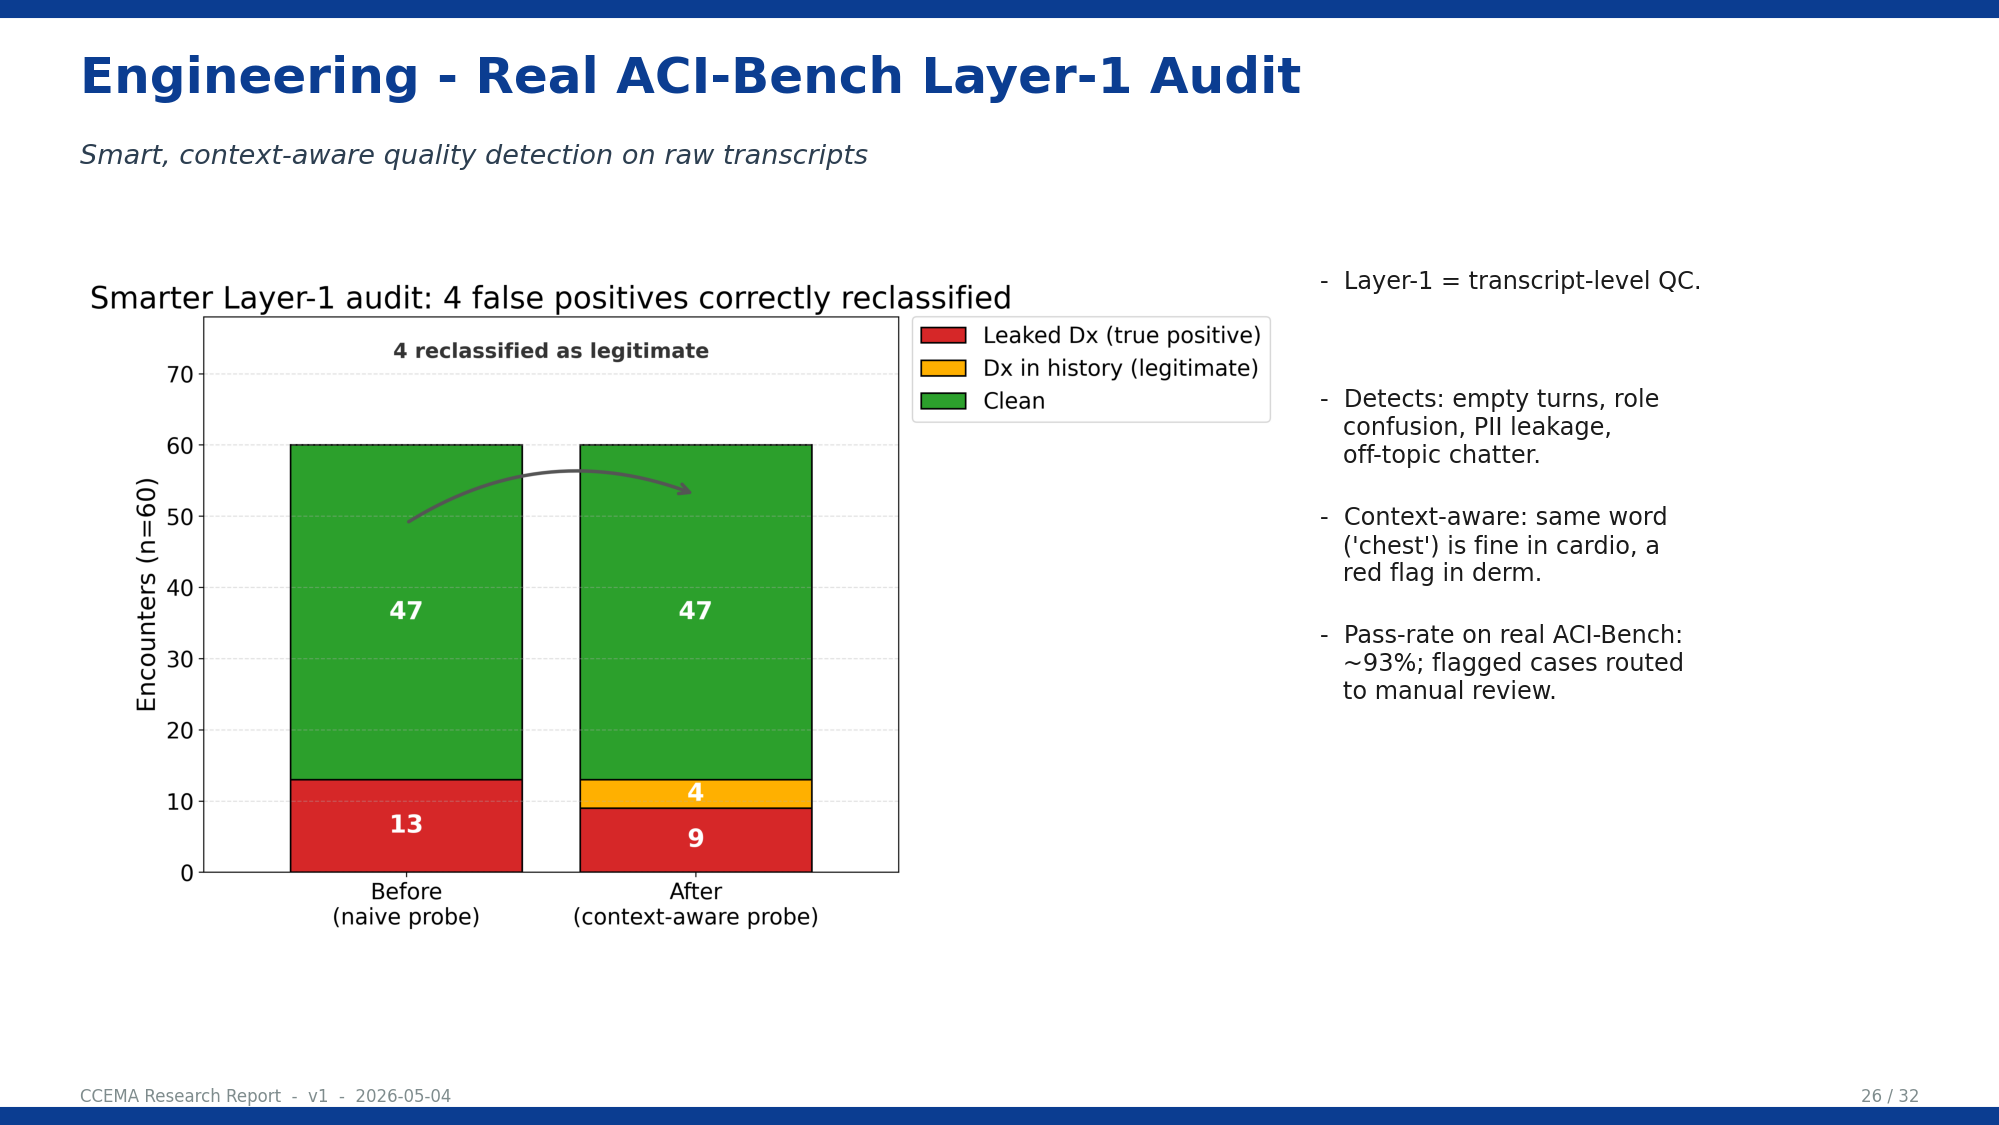 Engineering - Real ACI-Bench Layer-1 Audit
Smart, context-aware quality detection on raw transcripts
Smarter Layer-1 audit: 4 false positives correctly reclassified
4 reclassified as legitimate
Leaked Dx (true positive)
Dx in history (legitimate)
Clean
Encounters (n=60)
70
60
50
40
30
20
10
0
47
13
47
4
9
Before
(naive probe)
After
(context-aware probe)
- Layer-1 = transcript-level QC.
- Detects: empty turns, role
confusion, PII leakage,
off-topic chatter.
- Context-aware: same word
('chest') is fine in cardio, a
red flag in derm.
- Pass-rate on real ACI-Bench:
~93%; flagged cases routed
to manual review.
CCEMA Research Report - v1 - 2026-05-04
26 / 32